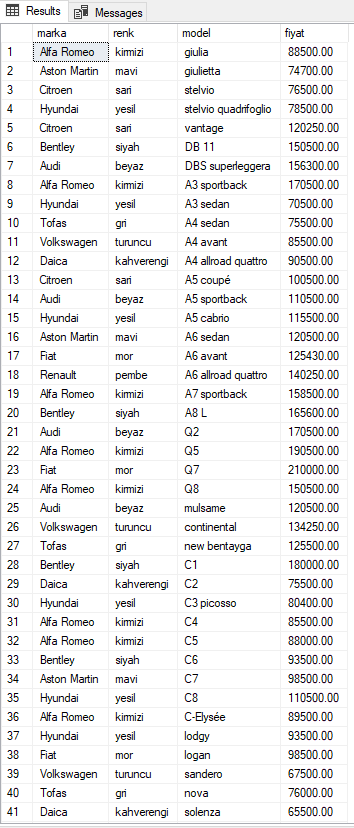 Results Messages
marka renk model fiyat
1 Alfa Romeo kirmizi giulia 88500.00
2 Aston Martin mavi giulietta 74700.00
3 Citroen sari stelvio 76500.00
4 Hyundai yesil stelvio quadrifoglio 78500.00
5 Citroen sari vantage 120250.00
6 Bentley siyah DB 11 150500.00
7 Audi beyaz DBS superleggera 156300.00
8 Alfa Romeo kirmizi A3 sportback 170500.00
9 Hyundai yesil A3 sedan 70500.00
10 Tofas gri A4 sedan 75500.00
11 Volkswagen turuncu A4 avant 85500.00
12 Daica kahverengi A4 allroad quattro 90500.00
13 Citroen sari A5 coupé 100500.00
14 Audi beyaz A5 sportback 110500.00
15 Hyundai yesil A5 cabrio 115500.00
16 Aston Martin mavi A6 sedan 120500.00
17 Fiat mor A6 avant 125430.00
18 Renault pembe A6 allroad quattro 140250.00
19 Alfa Romeo kirmizi A7 sportback 158500.00
20 Bentley siyah A8 L 165600.00
21 Audi beyaz Q2 170500.00
22 Alfa Romeo kirmizi Q5 190500.00
23 Fiat mor Q7 210000.00
24 Alfa Romeo kirmizi Q8 150500.00
25 Audi beyaz mulsame 120500.00
26 Volkswagen turuncu continental 134250.00
27 Tofas gri new bentayga 125500.00
28 Bentley siyah C1 180000.00
29 Daica kahverengi C2 75500.00
30 Hyundai yesil C3 picosso 80400.00
31 Alfa Romeo kirmizi C4 85500.00
32 Alfa Romeo kirmizi C5 88000.00
33 Bentley siyah C6 93500.00
34 Aston Martin mavi C7 98500.00
35 Hyundai yesil C8 110500.00
36 Alfa Romeo kirmizi C-Elysée 89500.00
37 Hyundai yesil lodgy 93500.00
38 Fiat mor logan 98500.00
39 Volkswagen turuncu sandero 67500.00
40 Tofas gri nova 76000.00
41 Daica kahverengi solenza 65500.00